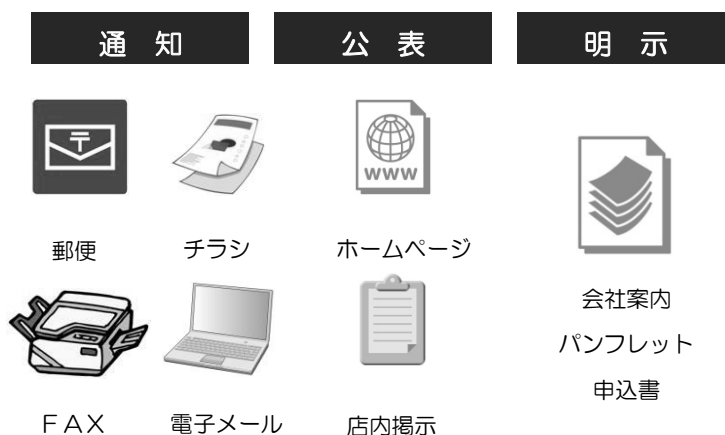 通 知
公 表
明 示
〒
郵便
チラシ
www
ホームページ
会社案内
パンフレット
申込書
ＦＡＸ
電子メール
店内掲示